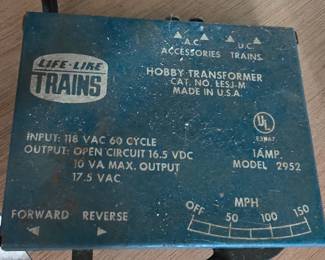 A.C. U.C.
ACCESSORIES TRAINS.
LIFE-LIKE
TRAINS
HOBBY TRANSFORMER
CAT. NO. EESJ-M
MADE IN U.S.A.
UL
INPUT: 118 VAC 60 CYCLE
OUTPUT: OPEN CIRCUIT 16.5 VDC
10 VA MAX. OUTPUT
17.5 VAC
1AMP.
MODEL 2952
FORWARD REVERSE
MPH
OFF 50 100 150